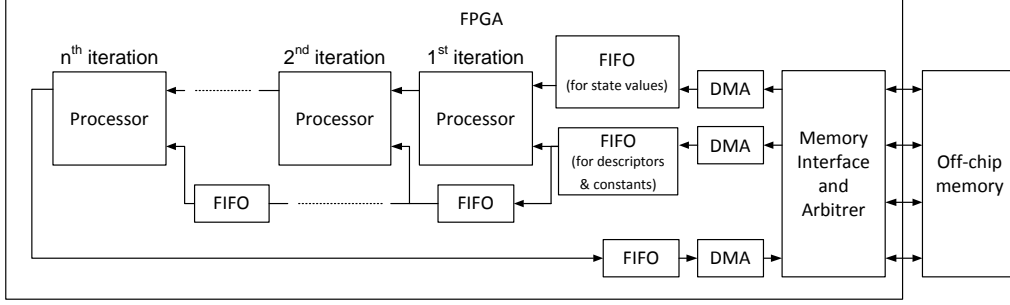 FPGA
nth iteration
2nd iteration
1st iteration
Processor
Processor
Processor
FIFO
(for state values)
DMA
FIFO
(for descriptors
& constants)
DMA
Memory
Interface
and
Arbitrer
Off-chip
memory
FIFO
FIFO
FIFO
DMA